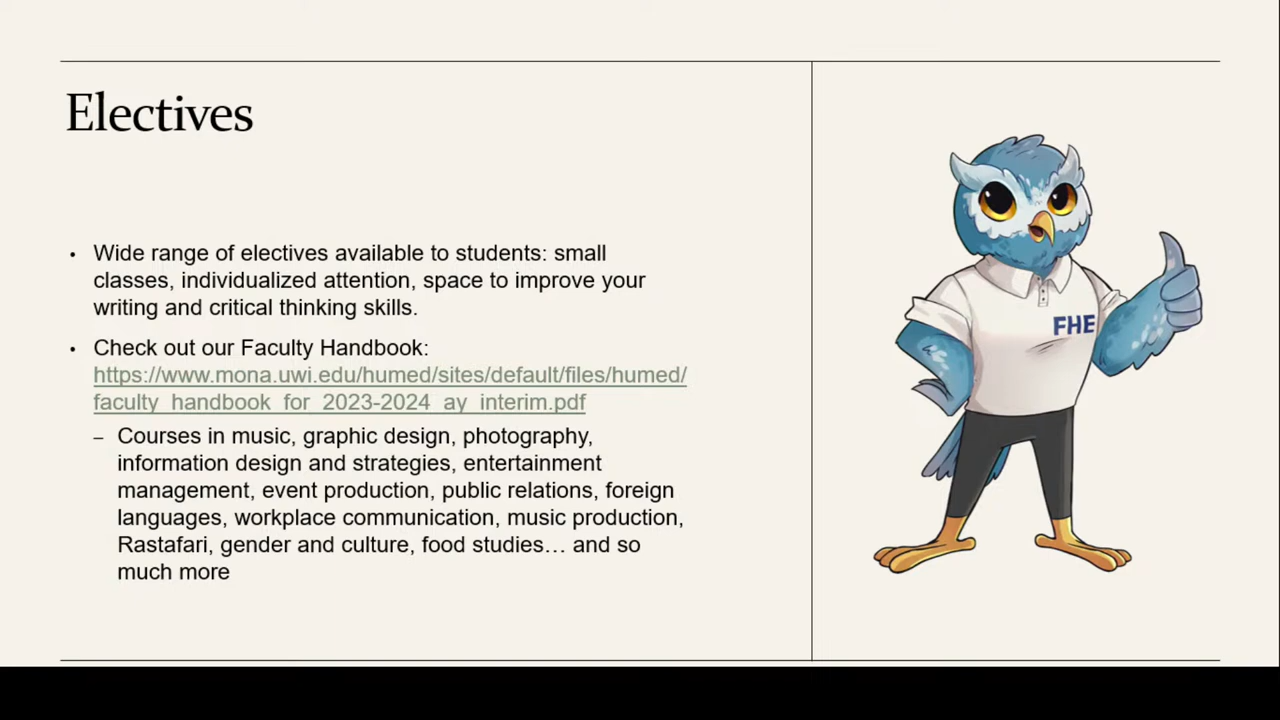 Electives
• Wide range of electives available to students: small
classes, individualized attention, space to improve your
writing and critical thinking skills.
• Check out our Faculty Handbook:
https://www.mona.uwi.edu/humed/sites/default/files/humed/
faculty_handbook_for_2023-2024_ay_interim.pdf
– Courses in music, graphic design, photography,
information design and strategies, entertainment
management, event production, public relations, foreign
languages, workplace communication, music production,
Rastafari, gender and culture, food studies… and so
much more
FHE